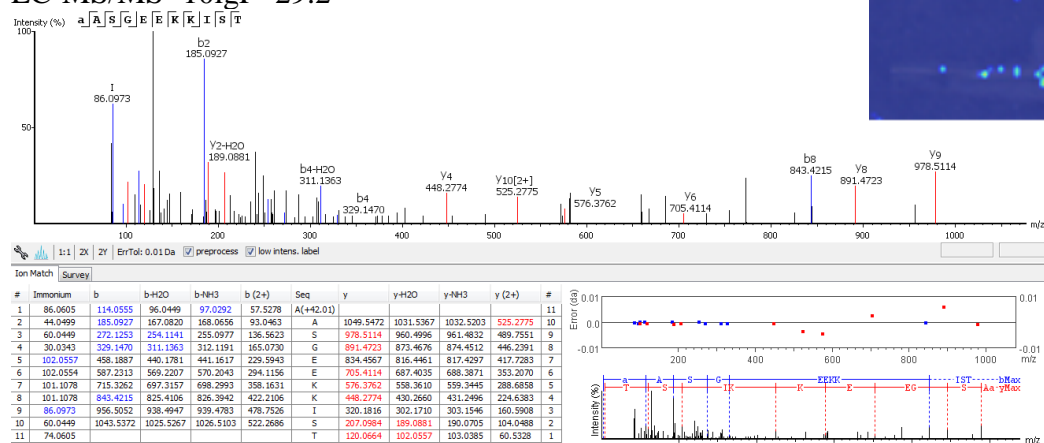 LC-MS/MS -10lgP=29.2
Intensity (%) a A S G E E K K I S T
100
50
I
86.0973
b2
185.0927
y2-H2O
189.0881
b4-H2O
311.1363
b4
329.1470
y4
448.2774
y10[2+]
525.2775
y5
576.3762
y6
705.4114
b8
843.4215
y8
891.4723
y9
978.5114
100 200 300 400 500 600 700 800 900 1000 m/z
1:1 2X 2Y ErrTol: 0.01 Da preprocess low intens. label
Ion Match Survey
# Immonium b b-H2O b-NH3 b (2+) Seq y y-H2O y-NH3 y (2+) #
1 86.0605 114.0555 96.0449 97.0292 57.5278 A(+42.01) 11
2 44.0499 185.0927 167.0820 168.0656 93.0463 A 1049.5472 1031.5367 1032.5203 525.2775 10
3 60.0449 272.1253 254.1141 255.0977 136.5623 S 978.5114 960.4996 961.4832 489.7551 9
4 30.0343 329.1470 311.1363 312.1191 165.0730 G 891.4723 873.4676 874.4512 446.2391 8
5 102.0557 458.1887 440.1781 441.1617 229.5943 E 834.4567 816.4461 817.4297 417.7283 7
6 102.0554 587.2313 569.2207 570.2043 294.1156 E 705.4114 687.4035 688.3871 353.2070 6
7 101.1078 715.3262 697.3157 698.2993 358.1631 K 576.3762 558.3610 559.3445 288.6858 5
8 101.1078 843.4215 825.4106 826.3942 422.2106 K 448.2774 430.2660 431.2496 224.6383 4
9 86.0973 956.5052 938.4947 939.4783 478.7526 I 320.1816 302.1710 303.1546 160.5908 3
10 60.0449 1043.5372 1025.5267 1026.5103 522.2686 S 207.0984 189.0881 190.0705 104.0488 2
11 74.0605 T 120.0664 102.0557 103.0385 60.5328 1
Error (da)
0.01
0.0
-0.01
0.01
-0.01
200 400 600 800 1000 m/z
a A S G EEKK IST bMax
T S IK K E EG S Aa yMax
Intensity (%)